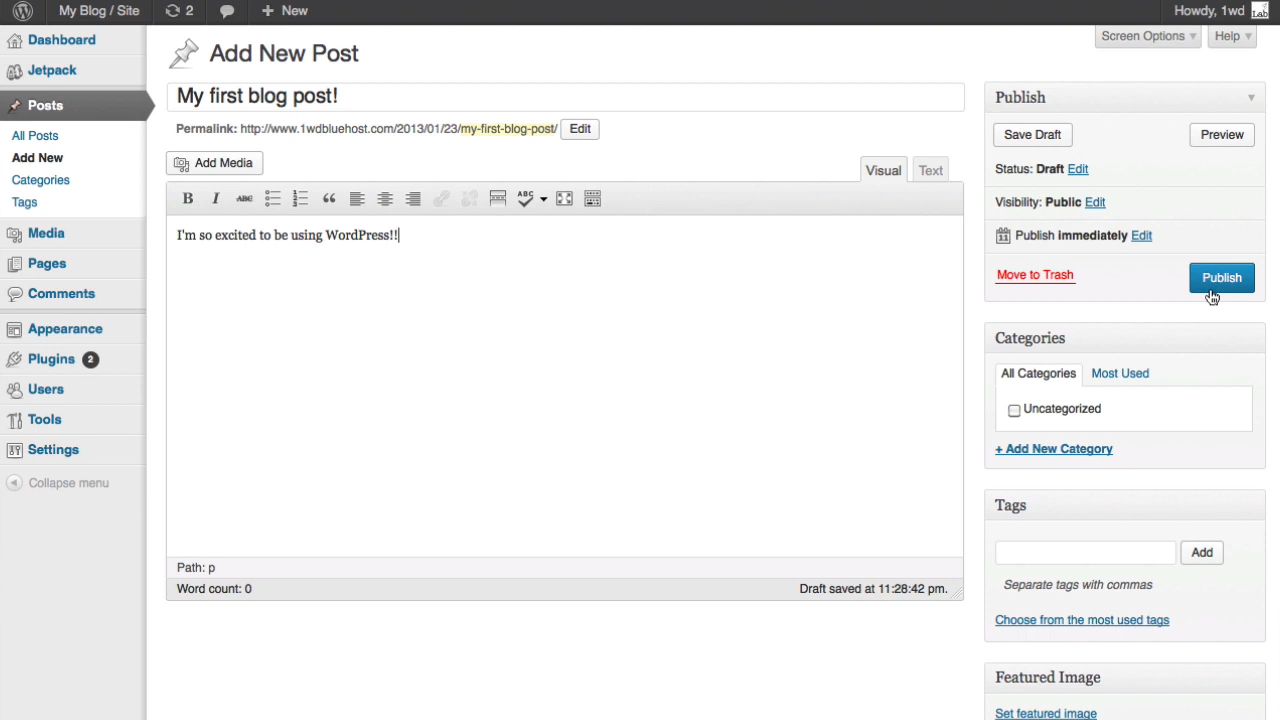 My Blog / Site 2 New Howdy, 1wd Lab
Screen Options Help
Dashboard
Jetpack
Posts
All Posts
Add New
Categories
Tags
Media
Pages
Comments
Appearance
Plugins 2
Users
Tools
Settings
Collapse menu
Add New Post
My first blog post!
Permalink: http://www.1wdbluehost.com/2013/01/23/my-first-blog-post/ Edit
Add Media
Visual Text
B I ABC ABC
I'm so excited to be using WordPress!!
Path: p
Word count: 0 Draft saved at 11:28:42 pm.
Publish
Save Draft Preview
Status: Draft Edit
Visibility: Public Edit
11 Publish immediately Edit
Move to Trash Publish
Categories
All Categories Most Used
Uncategorized
+ Add New Category
Tags
Add
Separate tags with commas
Choose from the most used tags
Featured Image
Set featured image